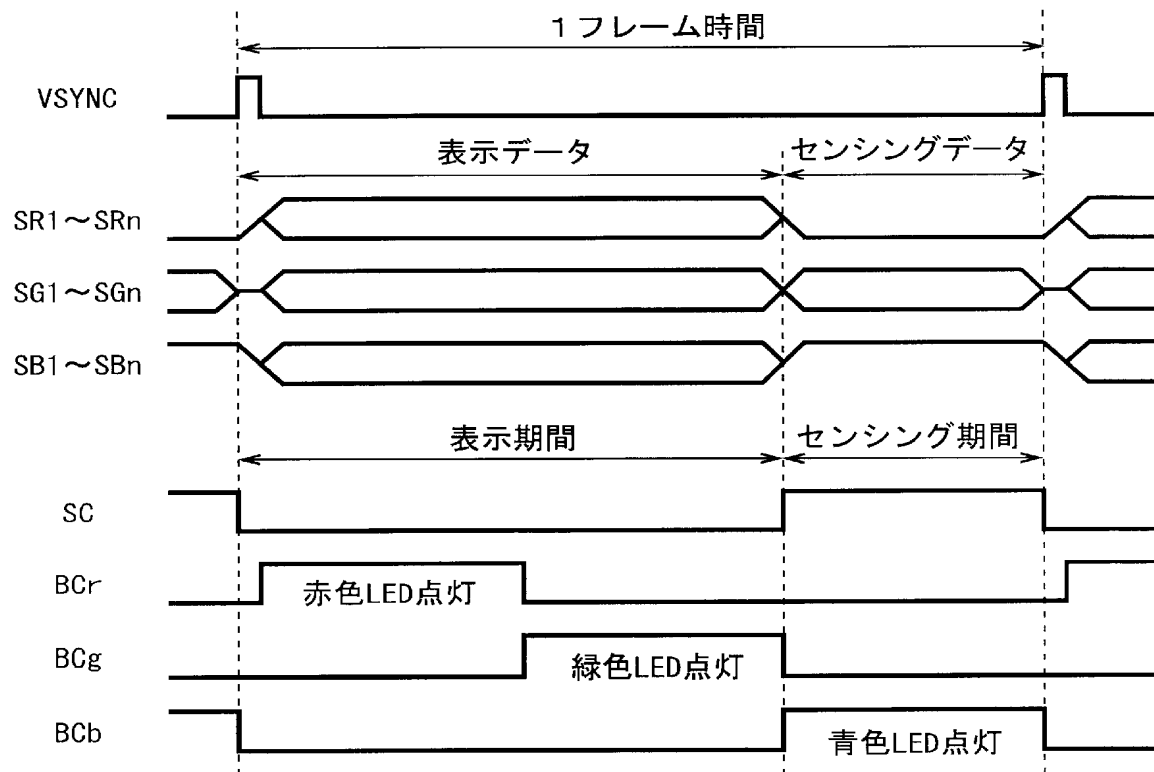 1フレーム時間
VSYNC
表示データ
センシングデータ
SR1～SRn
SG1～SGn
SB1～SBn
表示期間
センシング期間
SC
BCr
赤色LED点灯
BCg
緑色LED点灯
BCb
青色LED点灯